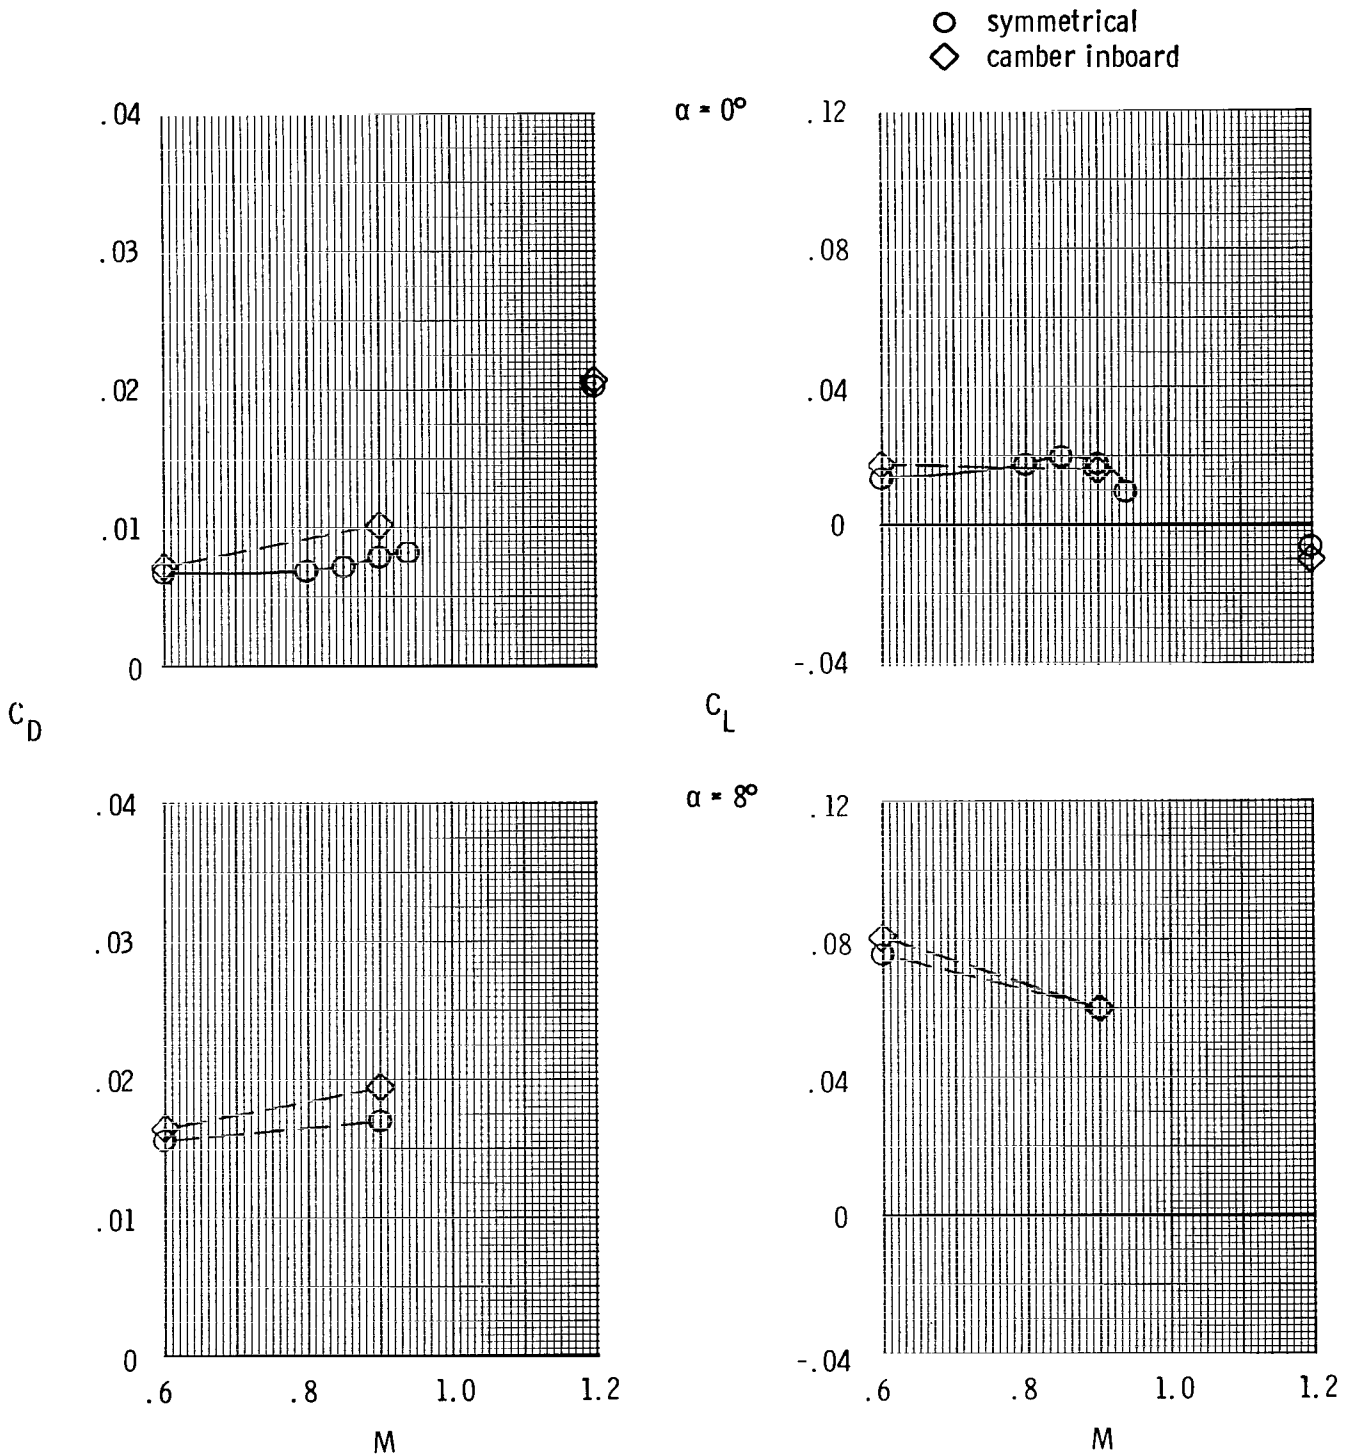 symmetrical
camber inboard
α = 0°
.04
.03
.02
.01
0
C_D
.12
.08
.04
0
-.04
C_L
α = 8°
.04
.03
.02
.01
0
.6 .8 1.0 1.2
M
.12
.08
.04
0
-.04
.6 .8 1.0 1.2
M